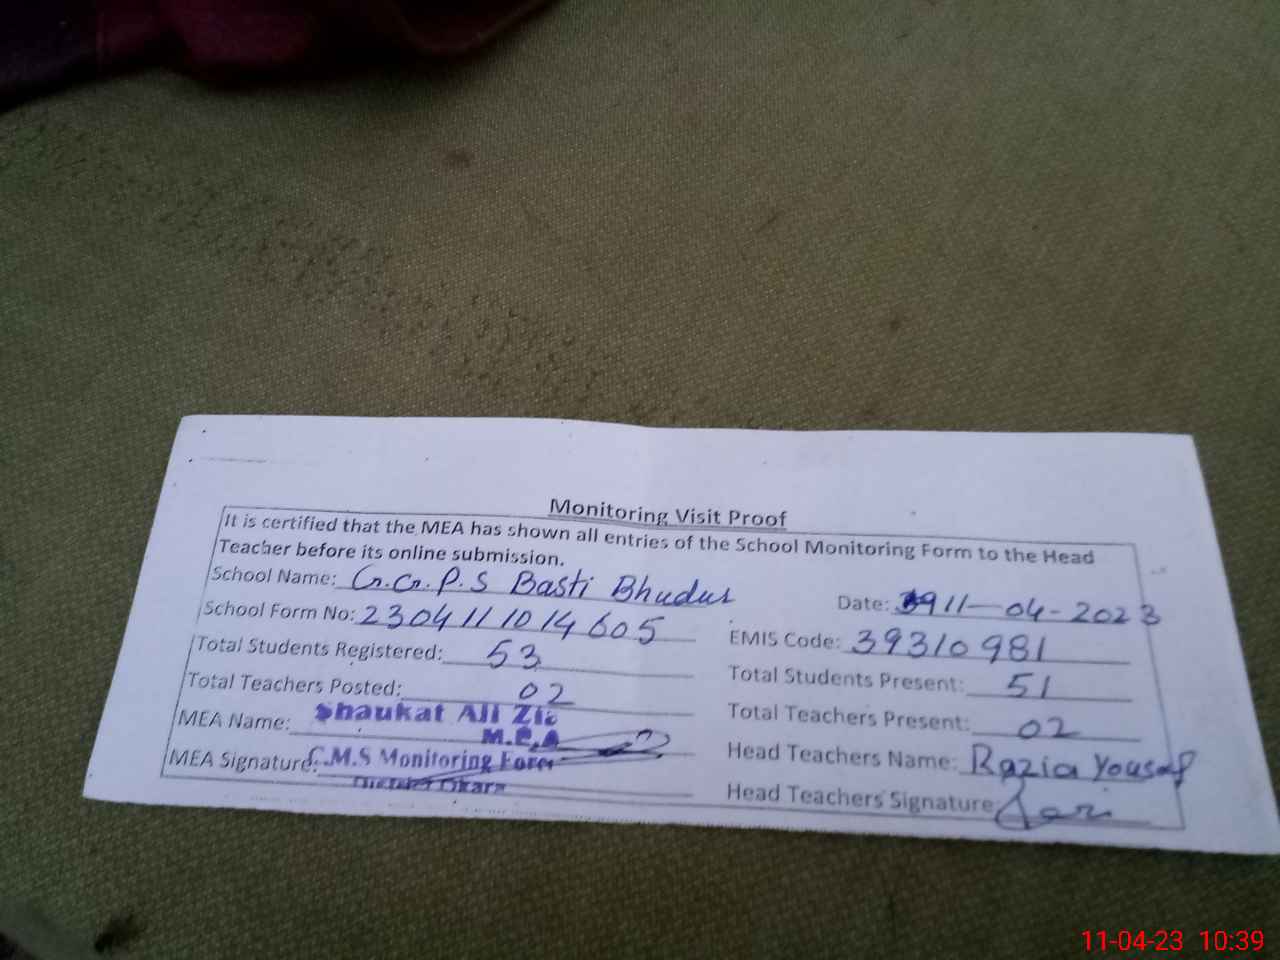 Monitoring Visit Proof
It is certified that the MEA has shown all entries of the School Monitoring Form to the Head
Teacher before its online submission.
School Name: G.G.P.S Basti Bhudus
Date: 11-04-2023
School Form No: 2304111014605
EMIS Code: 39310981
Total Students Registered: 53
Total Students Present: 51
Total Teachers Posted: 02
Total Teachers Present: 02
MEA Name: Shaukat Ali Zia
M.E.A
Head Teachers Name: Razia Yousaf
MEA Signature: C.M.S Monitoring Force
District Okara
Head Teachers Signature:
11-04-23 10:39